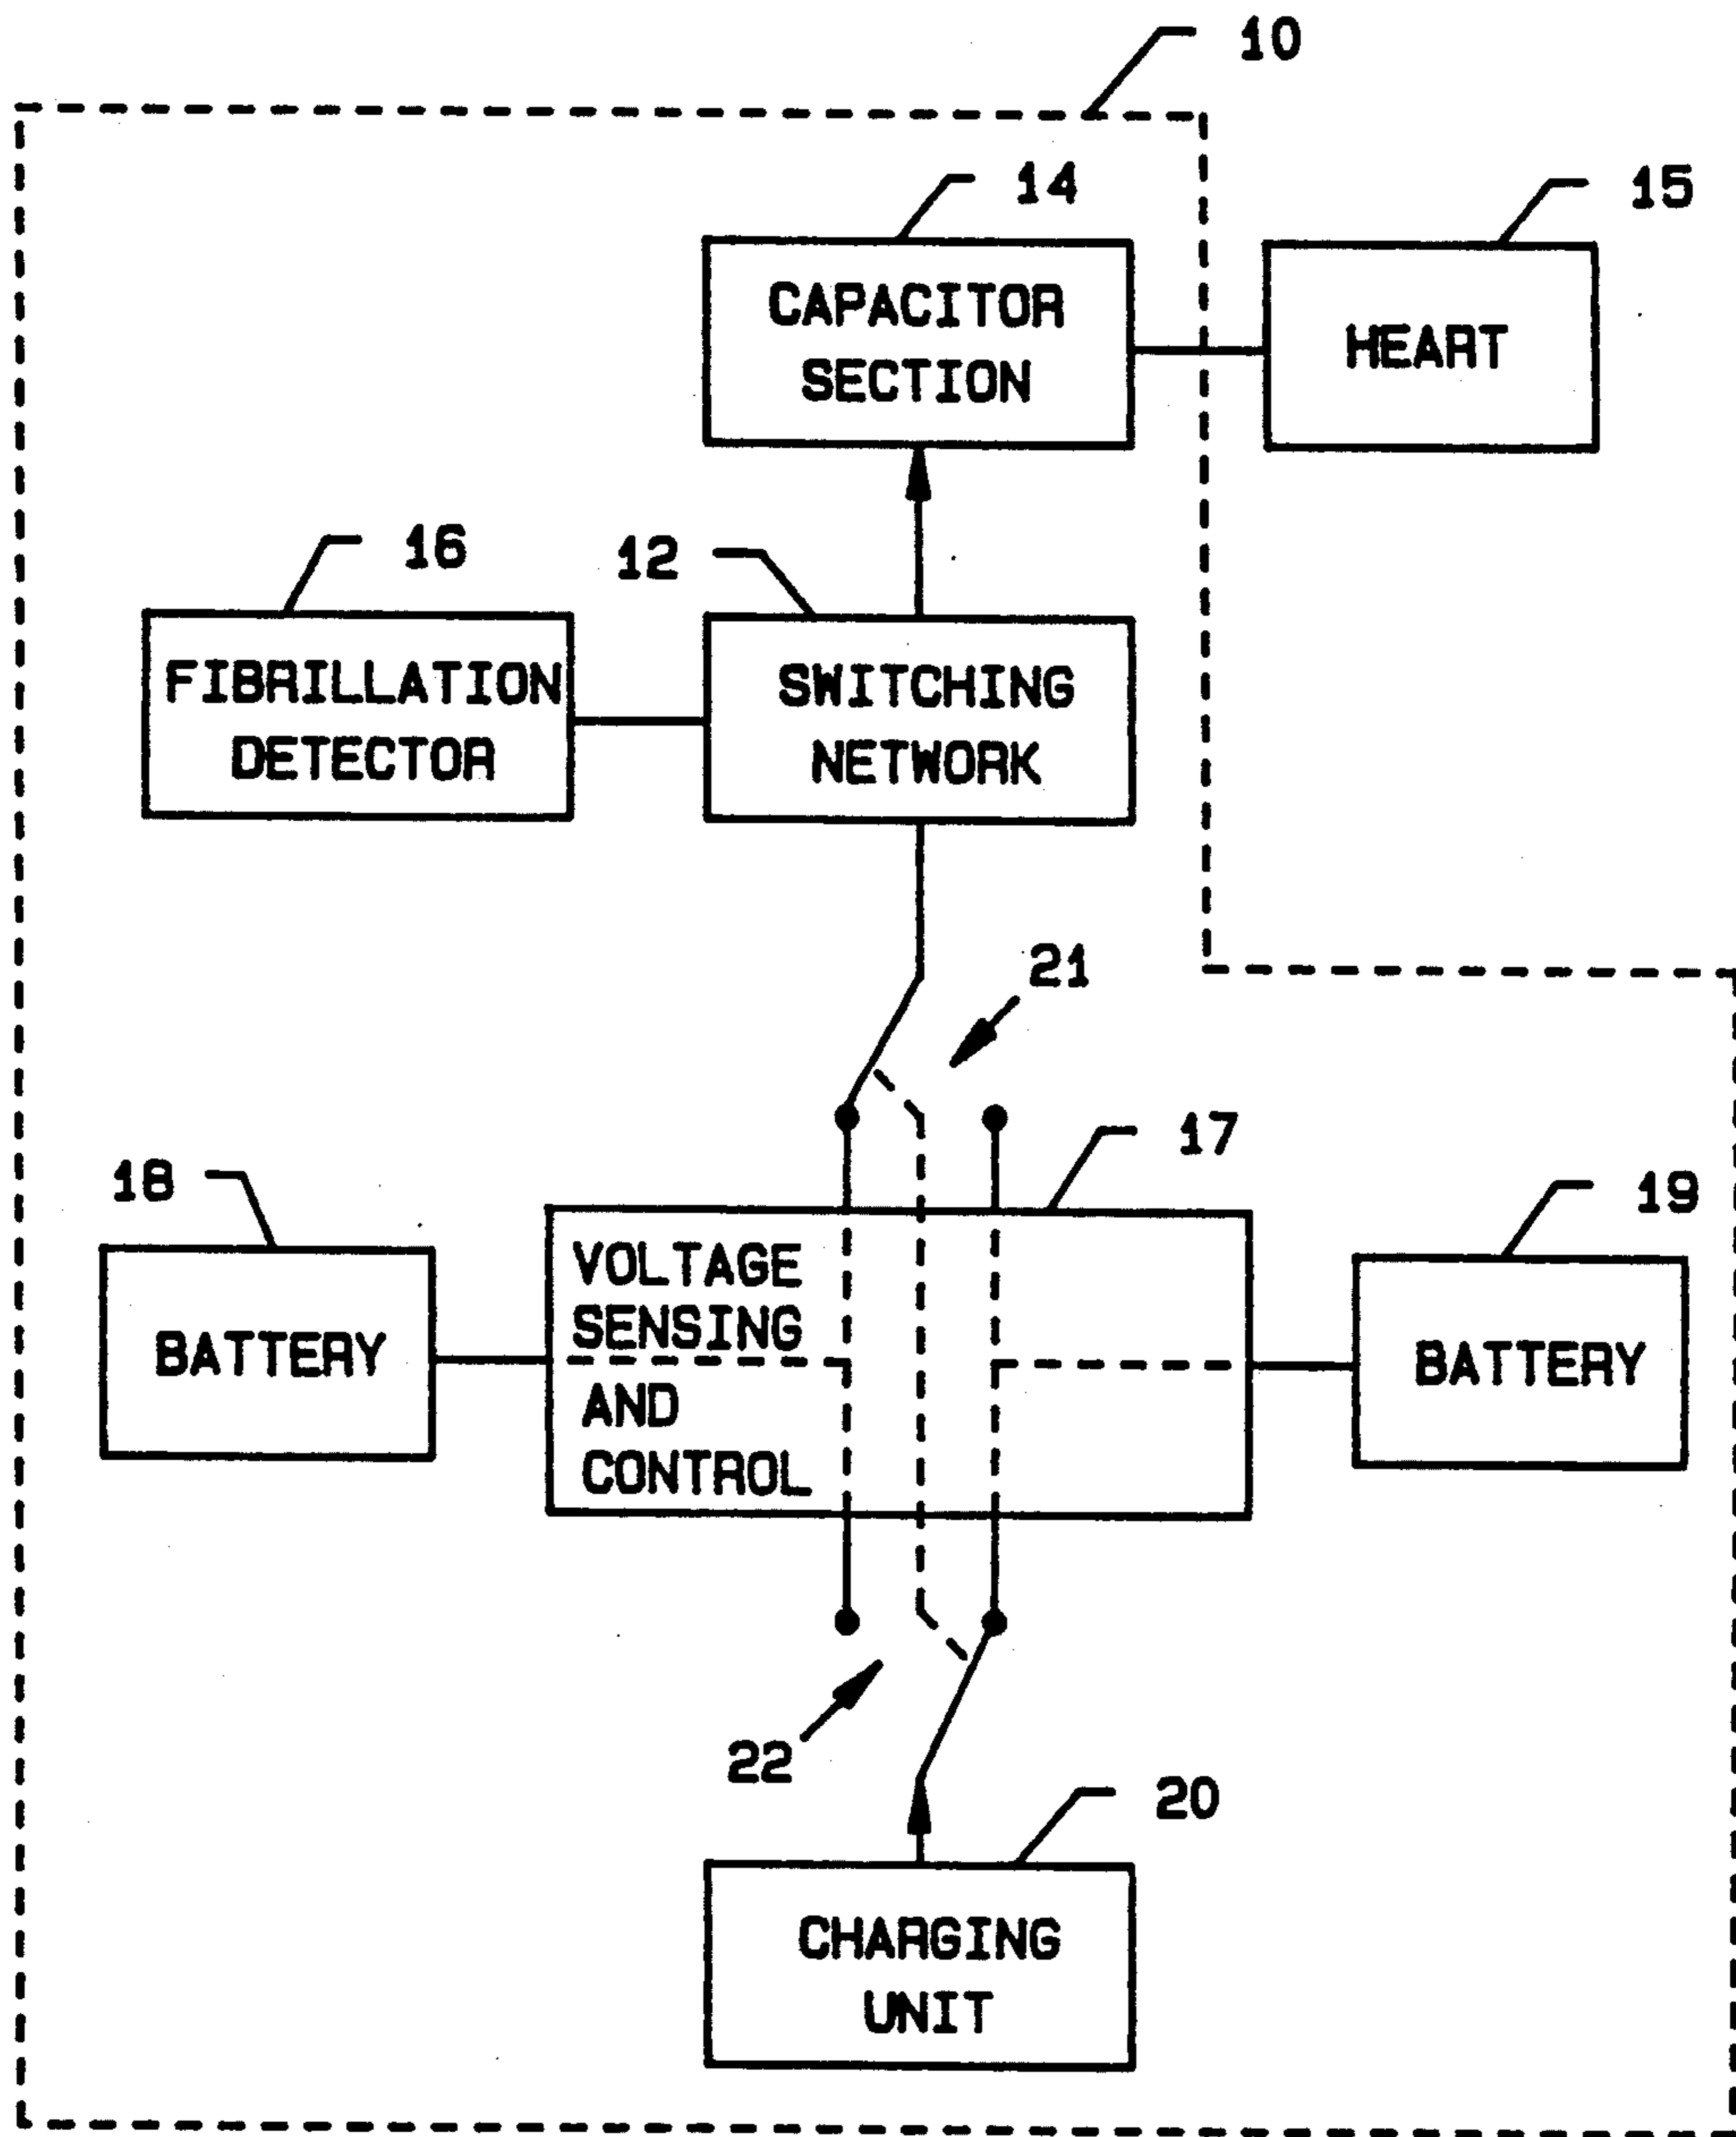 10
14
15
CAPACITOR
SECTION
HEART
16
12
FIBRILLATION
DETECTOR
SWITCHING
NETWORK
21
17
18
19
VOLTAGE
SENSING
AND
CONTROL
BATTERY
BATTERY
22
20
CHARGING
UNIT